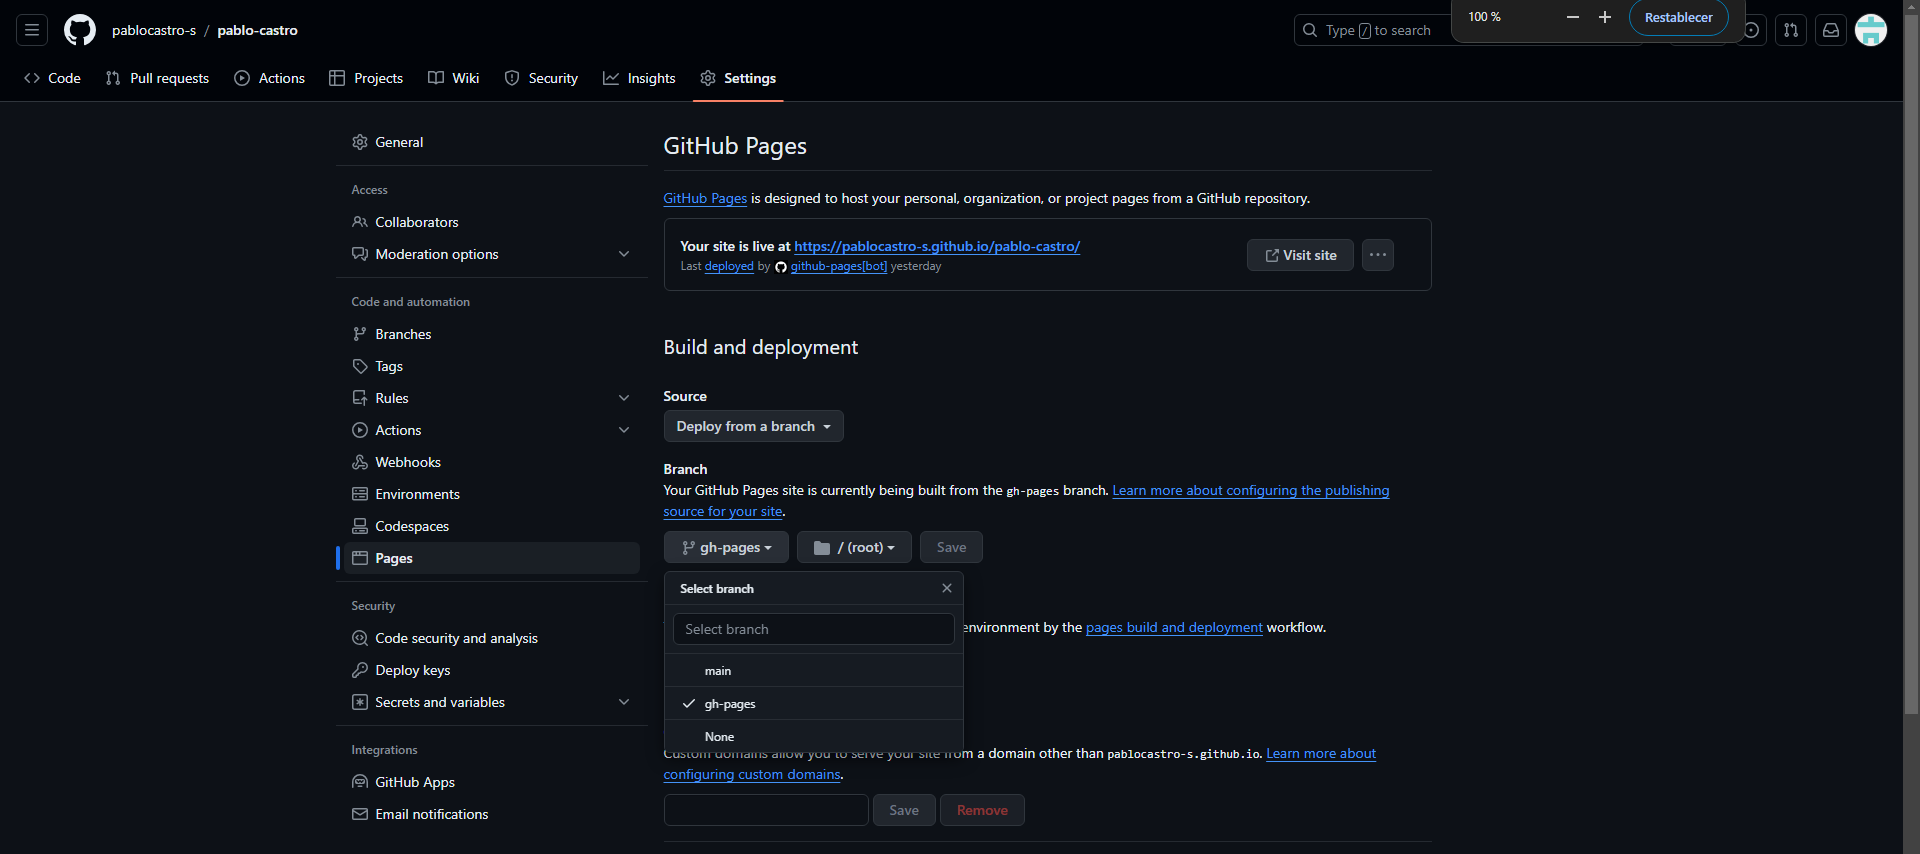 pablocastro-s / pablo-castro
Type / to search
100 %
Restablecer
Code
Pull requests
Actions
Projects
Wiki
Security
Insights
Settings
General
Access
Collaborators
Moderation options
Code and automation
Branches
Tags
Rules
Actions
Webhooks
Environments
Codespaces
Pages
Security
Code security and analysis
Deploy keys
Secrets and variables
Integrations
GitHub Apps
Email notifications
GitHub Pages
GitHub Pages is designed to host your personal, organization, or project pages from a GitHub repository.
Your site is live at https://pablocastro-s.github.io/pablo-castro/
Last deployed by github-pages[bot] yesterday
Visit site
Build and deployment
Source
Deploy from a branch
Branch
Your GitHub Pages site is currently being built from the gh-pages branch. Learn more about configuring the publishing
source for your site.
gh-pages
/ (root)
Save
Select branch
Select branch
main
gh-pages
None
environment by the pages build and deployment workflow.
Custom domains allow you to serve your site from a domain other than pablocastro-s.github.io. Learn more about
configuring custom domains.
Save
Remove